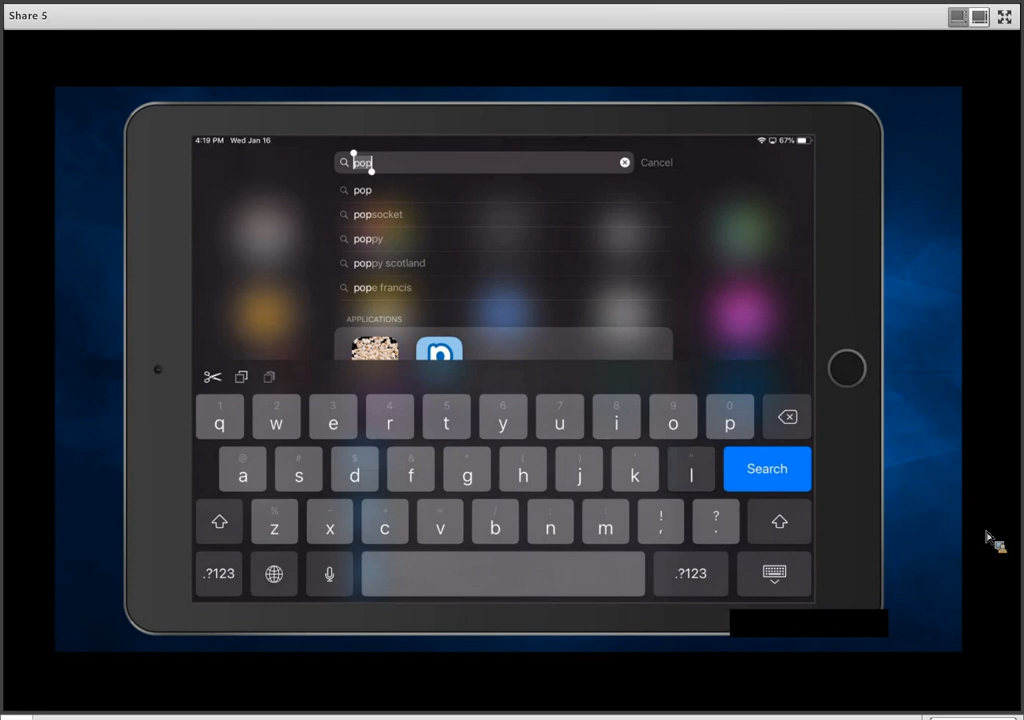 Share 5
4:19 PM Wed Jan 16
67%
pop
Cancel
pop
popsocket
poppy
poppy scotland
pope francis
APPLICATIONS
n
1 2 3 4 5 6 7 8 9 0
q w e r t y u i o p
@ # $ & * ( ) ' "
a s d f g h j k l
Search
% - + = / ; : ! ?
z x c v b n m , .
.?123
.?123